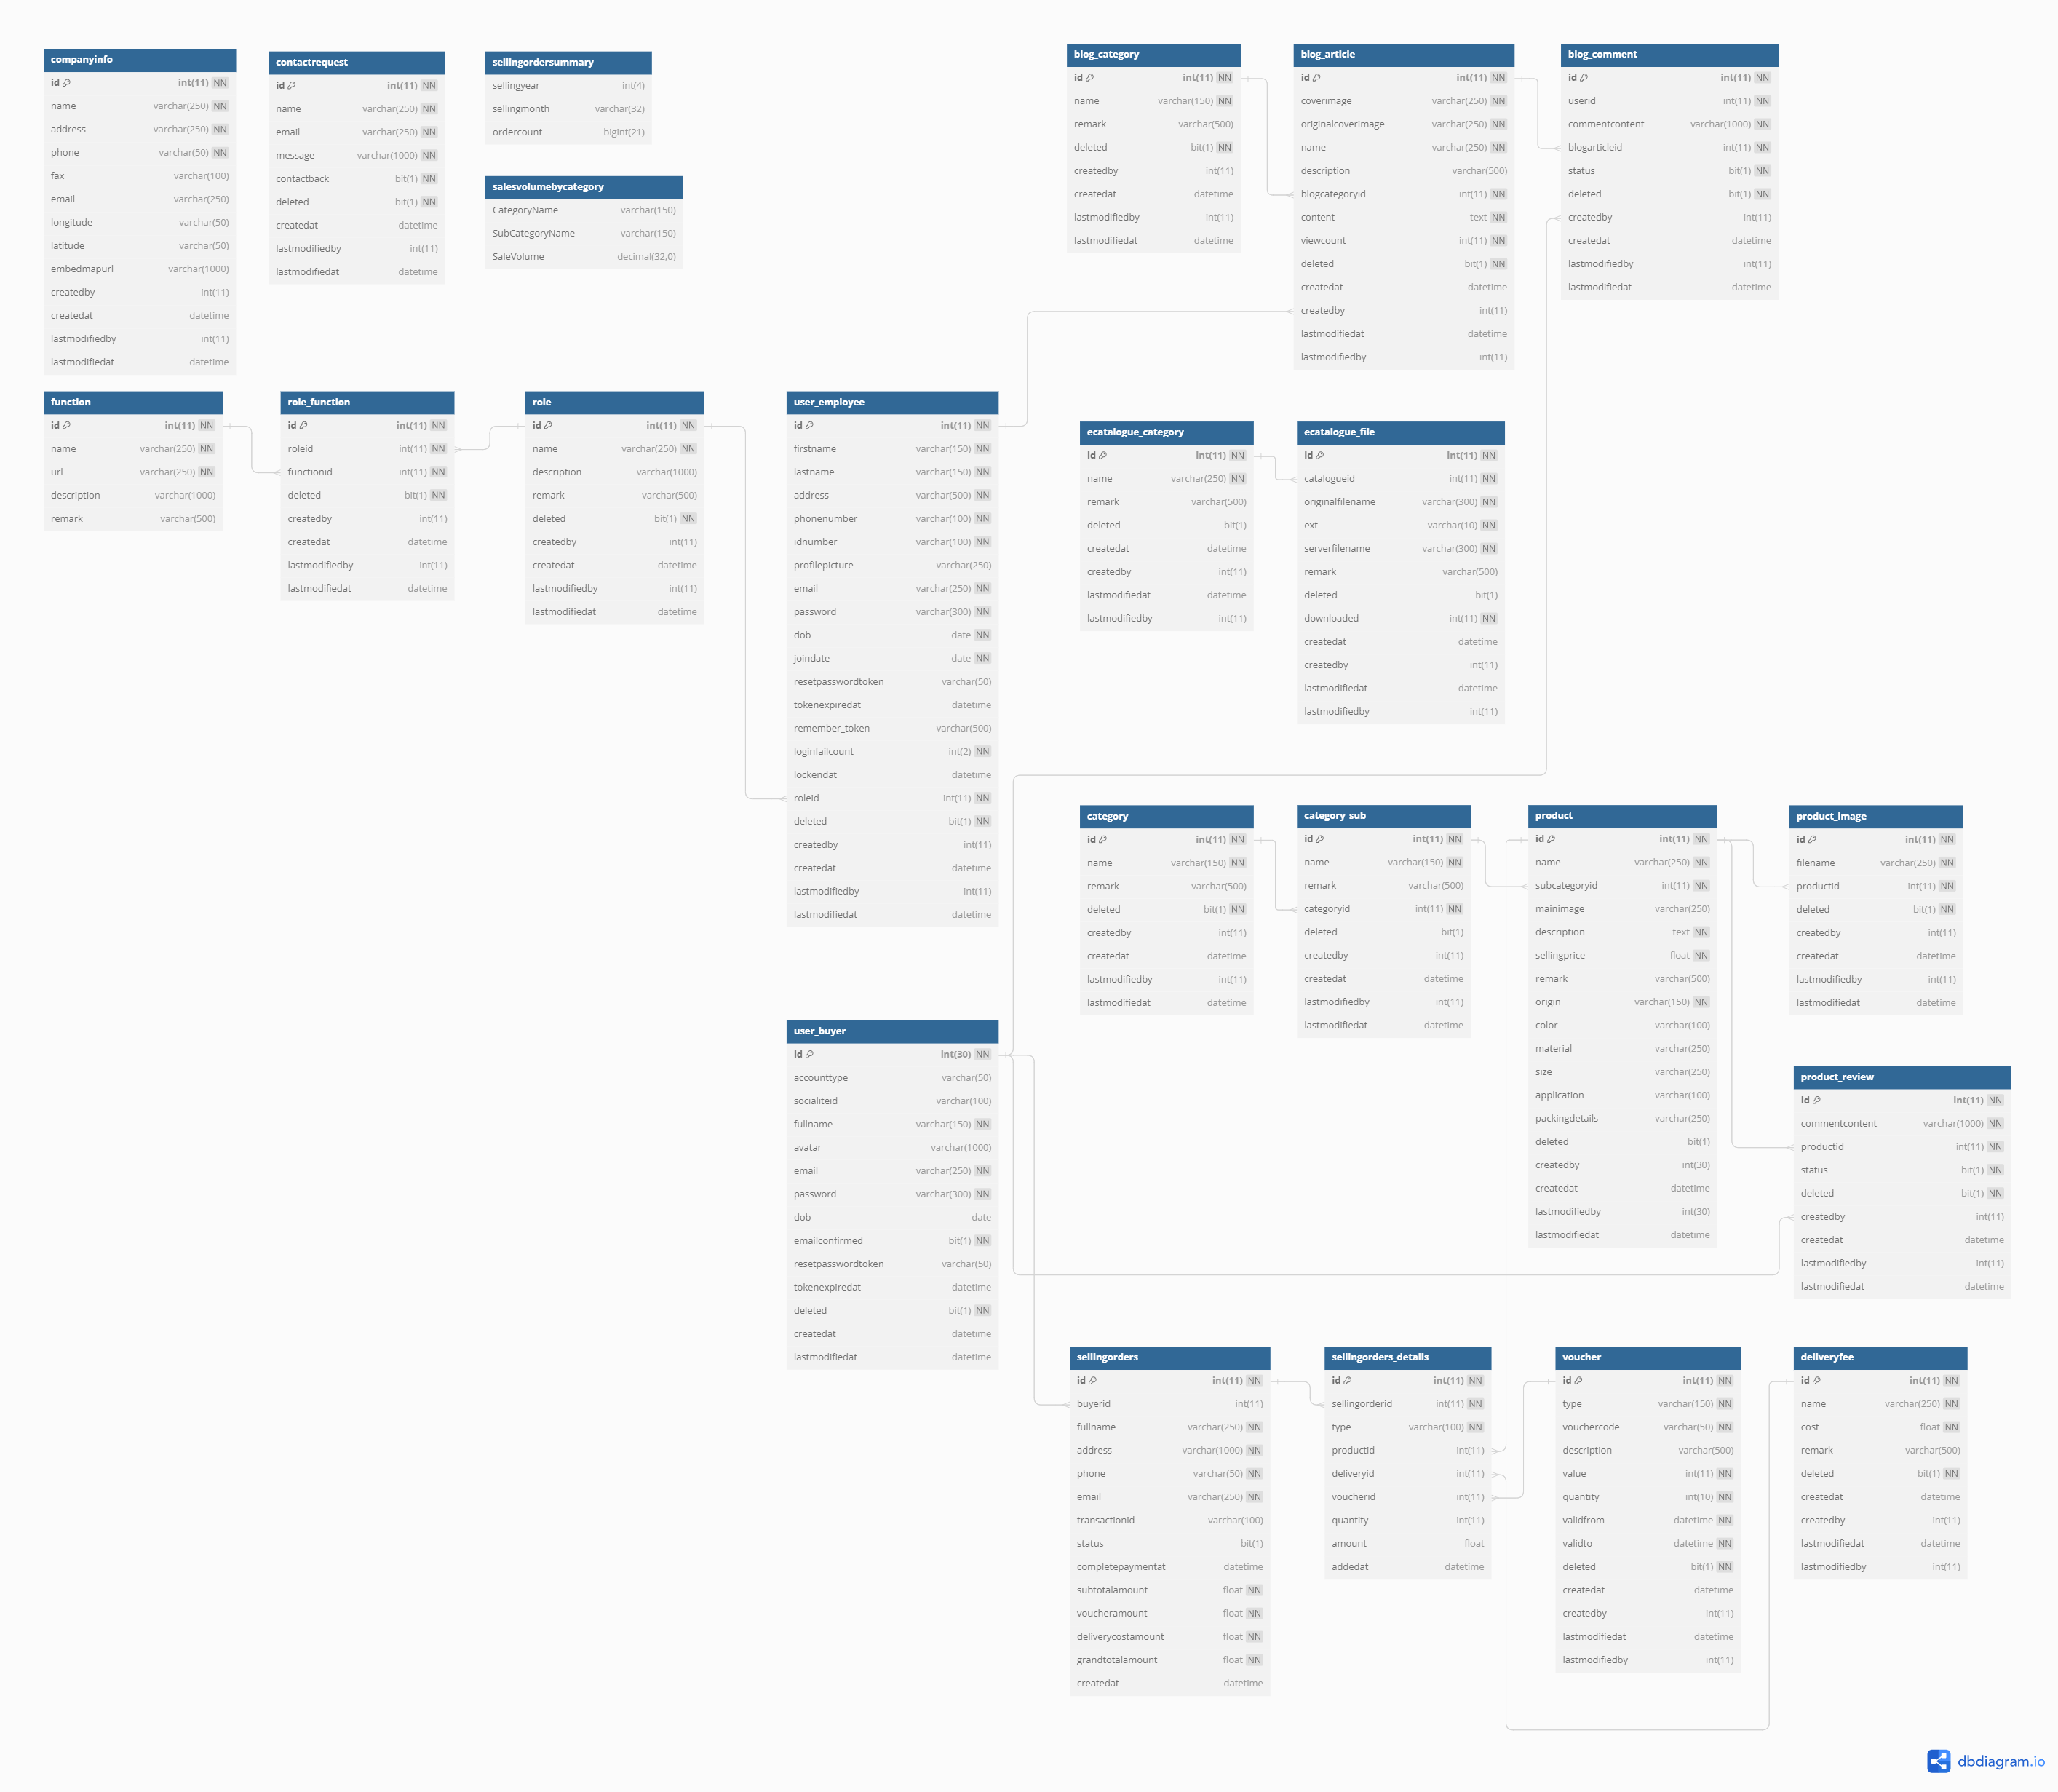 companyinfo
id int(11) NN
name varchar(250) NN
address varchar(250) NN
phone varchar(50) NN
fax varchar(100)
email varchar(250)
longitude varchar(50)
latitude varchar(50)
embedmapurl varchar(1000)
createdby int(11)
createdat datetime
lastmodifiedby int(11)
lastmodifiedat datetime
contactrequest
id int(11) NN
name varchar(250) NN
email varchar(250) NN
message varchar(1000) NN
contactback bit(1) NN
deleted bit(1) NN
createdat datetime
lastmodifiedby int(11)
lastmodifiedat datetime
sellingordersummary
sellingyear int(4)
sellingmonth varchar(32)
ordercount bigint(21)
salesvolumebycategory
CategoryName varchar(150)
SubCategoryName varchar(150)
SaleVolume decimal(32,0)
blog_category
id int(11) NN
name varchar(150) NN
remark varchar(500)
deleted bit(1) NN
createdby int(11)
createdat datetime
lastmodifiedby int(11)
lastmodifiedat datetime
blog_article
id int(11) NN
coverimage varchar(250) NN
originalcoverimage varchar(250) NN
name varchar(250) NN
description varchar(500)
blogcategoryid int(11) NN
content text NN
viewcount int(11) NN
deleted bit(1) NN
createdat datetime
createdby int(11)
lastmodifiedat datetime
lastmodifiedby int(11)
blog_comment
id int(11) NN
userid int(11) NN
commentcontent varchar(1000) NN
blogarticleid int(11) NN
status bit(1) NN
deleted bit(1) NN
createdby int(11)
createdat datetime
lastmodifiedby int(11)
lastmodifiedat datetime
function
id int(11) NN
name varchar(250) NN
url varchar(250) NN
description varchar(1000)
remark varchar(500)
role_function
id int(11) NN
roleid int(11) NN
functionid int(11) NN
deleted bit(1) NN
createdby int(11)
createdat datetime
lastmodifiedby int(11)
lastmodifiedat datetime
role
id int(11) NN
name varchar(250) NN
description varchar(1000)
remark varchar(500)
deleted bit(1) NN
createdby int(11)
createdat datetime
lastmodifiedby int(11)
lastmodifiedat datetime
user_employee
id int(11) NN
firstname varchar(150) NN
lastname varchar(150) NN
address varchar(500) NN
phonenumber varchar(100) NN
idnumber varchar(100) NN
profilepicture varchar(250)
email varchar(250) NN
password varchar(300) NN
dob date NN
joindate date NN
resetpasswordtoken varchar(50)
tokenexpiredat datetime
remember_token varchar(500)
loginfailcount int(2) NN
lockendat datetime
roleid int(11) NN
deleted bit(1) NN
createdby int(11)
createdat datetime
lastmodifiedby int(11)
lastmodifiedat datetime
ecatalogue_category
id int(11) NN
name varchar(250) NN
remark varchar(500)
deleted bit(1)
createdat datetime
createdby int(11)
lastmodifiedat datetime
lastmodifiedby int(11)
ecatalogue_file
id int(11) NN
catalogueid int(11) NN
originalfilename varchar(300) NN
ext varchar(10) NN
serverfilename varchar(300) NN
remark varchar(500)
deleted bit(1)
downloaded int(11) NN
createdat datetime
createdby int(11)
lastmodifiedat datetime
lastmodifiedby int(11)
category
id int(11) NN
name varchar(150) NN
remark varchar(500)
deleted bit(1) NN
createdby int(11)
createdat datetime
lastmodifiedby int(11)
lastmodifiedat datetime
category_sub
id int(11) NN
name varchar(150) NN
remark varchar(500)
categoryid int(11) NN
deleted bit(1)
createdby int(11)
createdat datetime
lastmodifiedby int(11)
lastmodifiedat datetime
product
id int(11) NN
name varchar(250) NN
subcategoryid int(11) NN
mainimage varchar(250)
description text NN
sellingprice float NN
remark varchar(500)
origin varchar(150) NN
color varchar(100)
material varchar(250)
size varchar(250)
application varchar(100)
packingdetails varchar(250)
deleted bit(1)
createdby int(30)
createdat datetime
lastmodifiedby int(30)
lastmodifiedat datetime
product_image
id int(11) NN
filename varchar(250) NN
productid int(11) NN
deleted bit(1) NN
createdby int(11)
createdat datetime
lastmodifiedby int(11)
lastmodifiedat datetime
user_buyer
id int(30) NN
accounttype varchar(50)
socialiteid varchar(100)
fullname varchar(150) NN
avatar varchar(1000)
email varchar(250) NN
password varchar(300) NN
dob date
emailconfirmed bit(1) NN
resetpasswordtoken varchar(50)
tokenexpiredat datetime
deleted bit(1) NN
createdat datetime
lastmodifiedat datetime
product_review
id int(11) NN
commentcontent varchar(1000) NN
productid int(11) NN
status bit(1) NN
deleted bit(1) NN
createdby int(11)
createdat datetime
lastmodifiedby int(11)
lastmodifiedat datetime
sellingorders
id int(11) NN
buyerid int(11)
fullname varchar(250) NN
address varchar(1000) NN
phone varchar(50) NN
email varchar(250) NN
transactionid varchar(100)
status bit(1)
completepaymentat datetime
subtotalamount float NN
voucheramount float NN
deliverycostamount float NN
grandtotalamount float NN
createdat datetime
sellingorders_details
id int(11) NN
sellingorderid int(11) NN
type varchar(100) NN
productid int(11)
deliveryid int(11)
voucherid int(11)
quantity int(11)
amount float
addedat datetime
voucher
id int(11) NN
type varchar(150) NN
vouchercode varchar(50) NN
description varchar(500)
value int(11) NN
quantity int(10) NN
validfrom datetime NN
validto datetime NN
deleted bit(1) NN
createdat datetime
createdby int(11)
lastmodifiedat datetime
lastmodifiedby int(11)
deliveryfee
id int(11) NN
name varchar(250) NN
cost float NN
remark varchar(500)
deleted bit(1) NN
createdat datetime
createdby int(11)
lastmodifiedat datetime
lastmodifiedby int(11)
dbdiagram.io